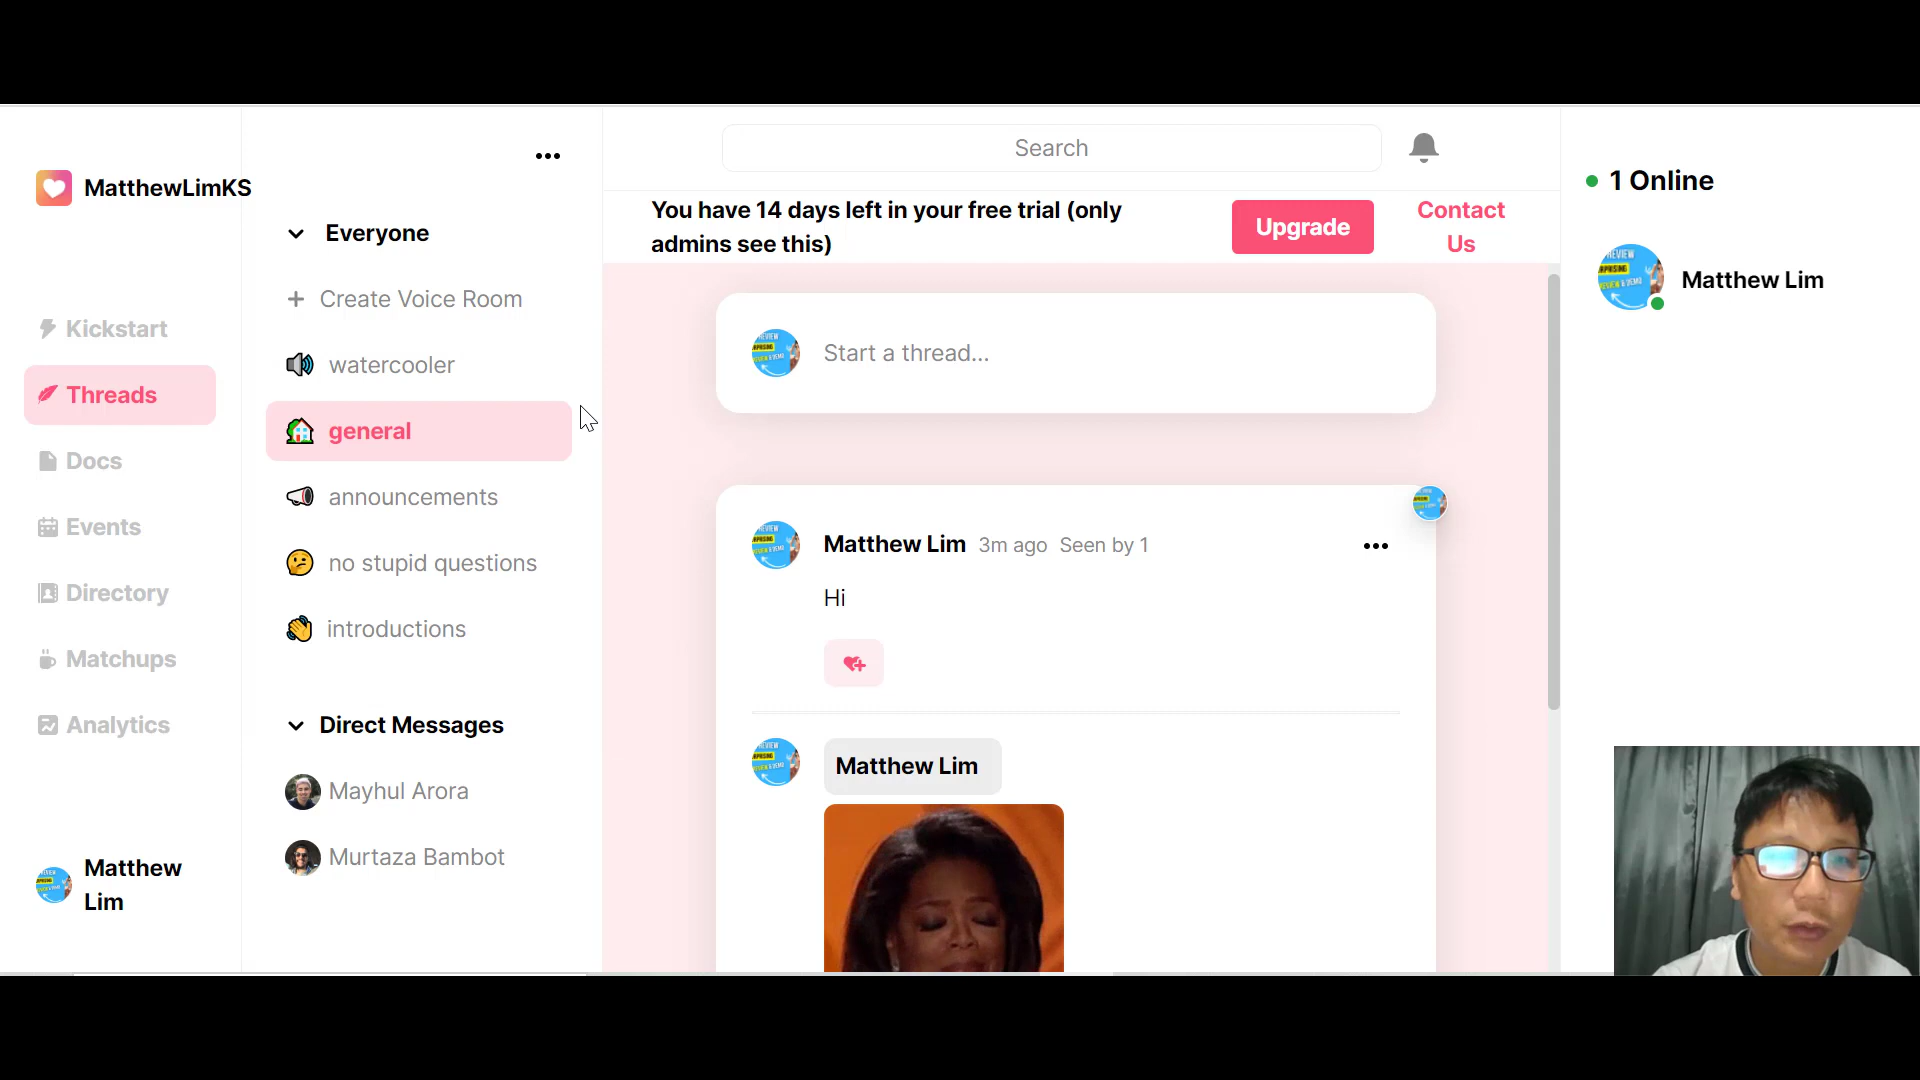 MatthewLimKS
Kickstart
Threads
Docs
Events
Directory
Matchups
Analytics
Matthew
Lim
Everyone
Create Voice Room
watercooler
general
announcements
no stupid questions
introductions
Direct Messages
Mayhul Arora
Murtaza Bambot
Search
You have 14 days left in your free trial (only
admins see this)
Upgrade
Contact
Us
Start a thread...
Matthew Lim 3m ago Seen by 1
Hi
Matthew Lim
1 Online
Matthew Lim